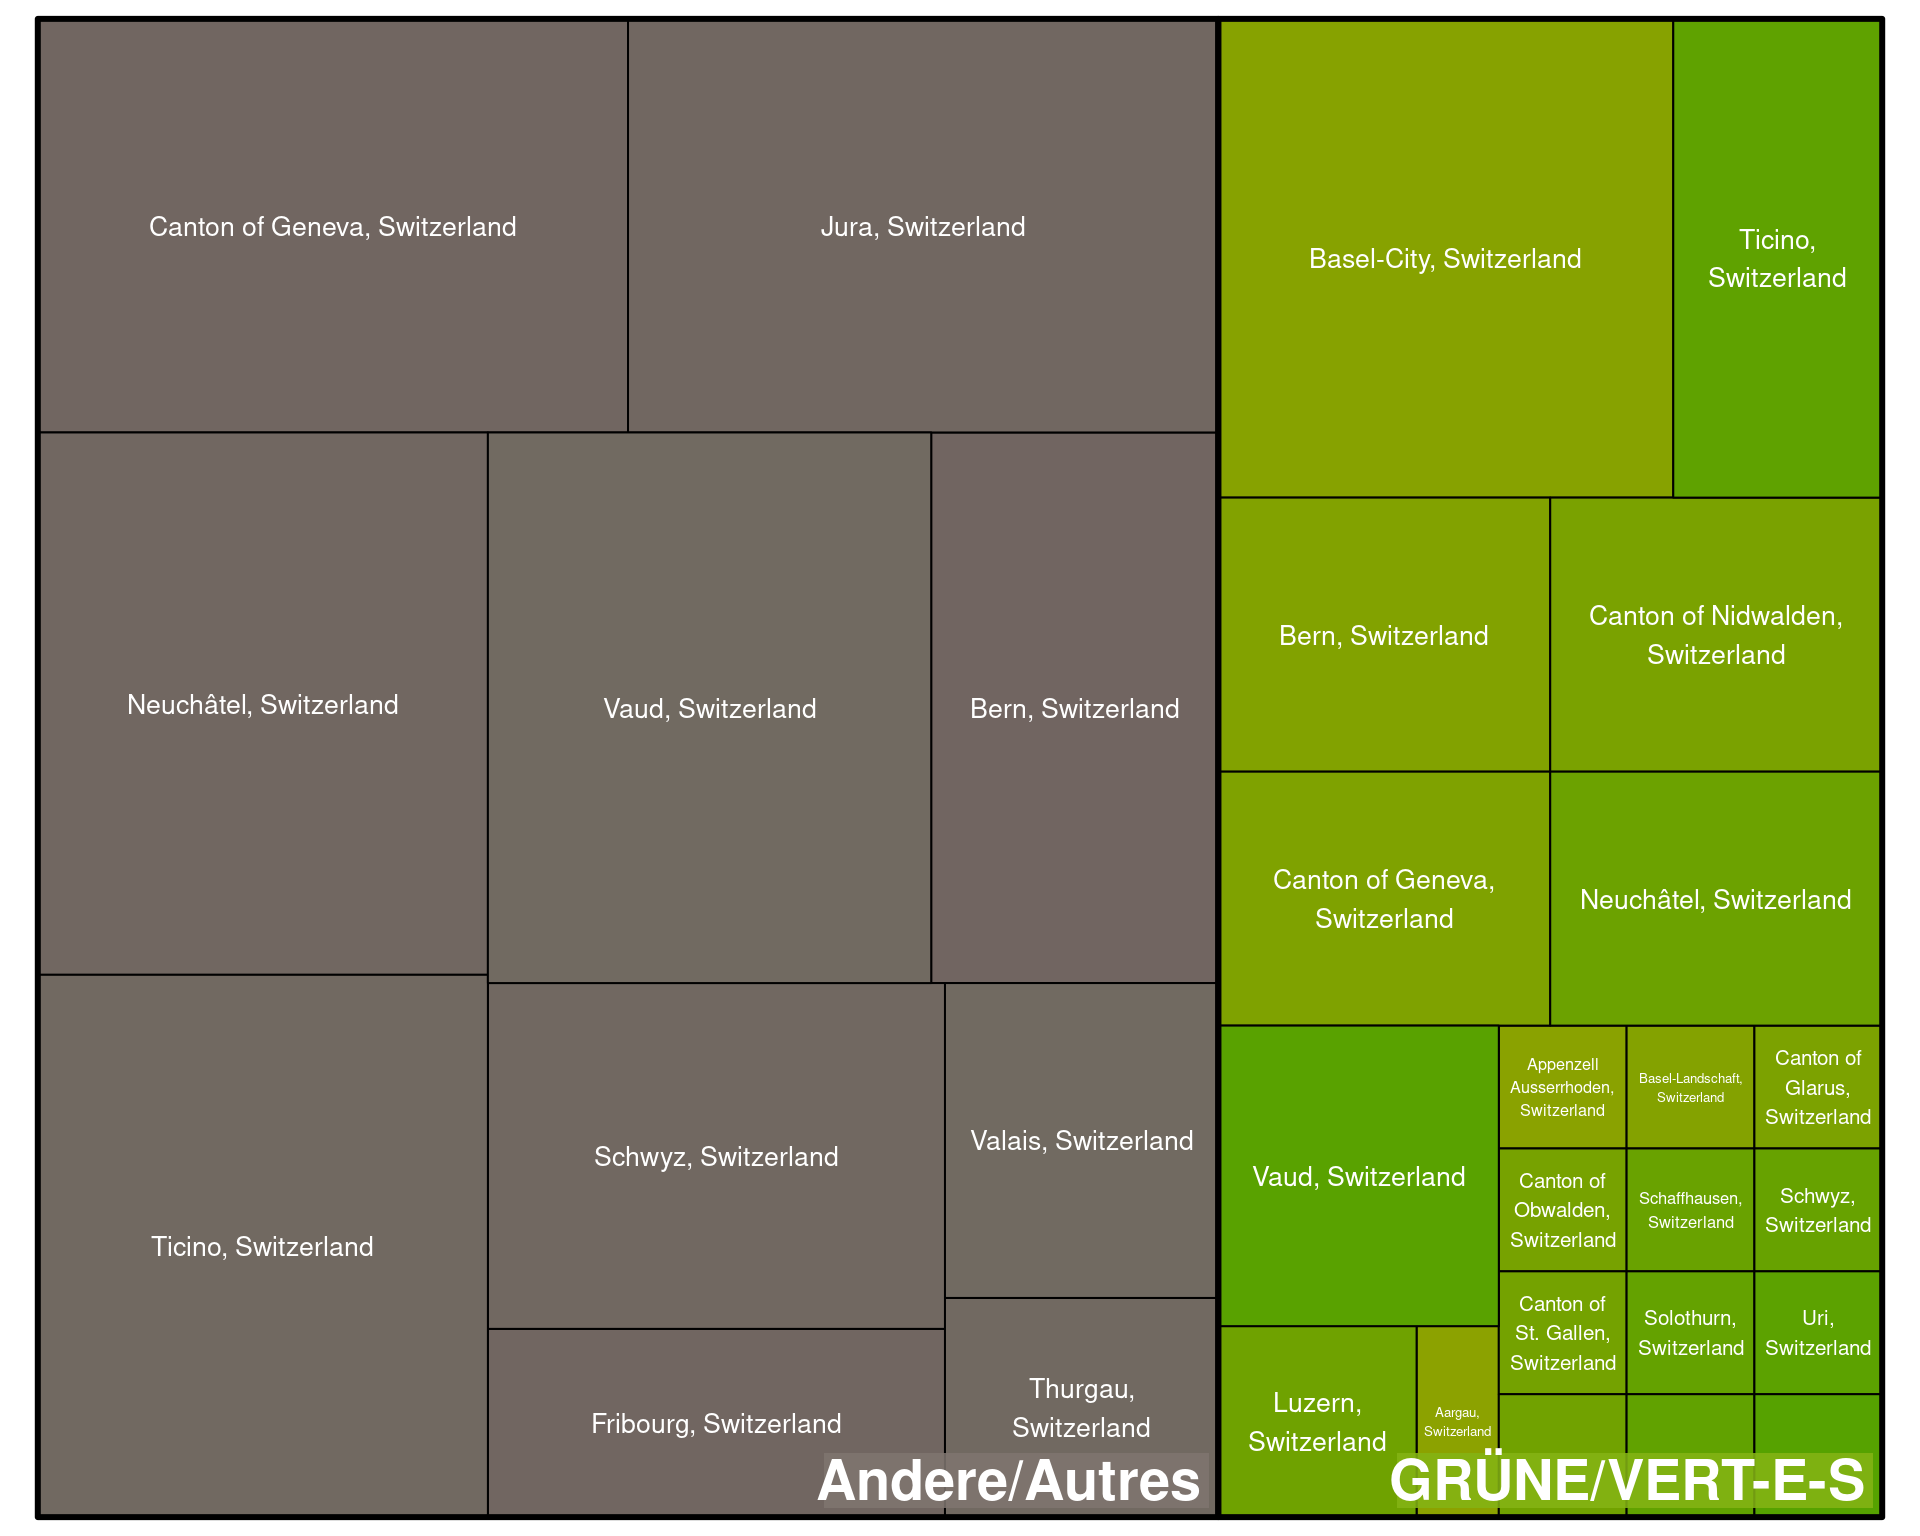 Canton of Geneva, Switzerland
Jura, Switzerland
Neuchâtel, Switzerland
Vaud, Switzerland
Bern, Switzerland
Ticino, Switzerland
Schwyz, Switzerland
Valais, Switzerland
Fribourg, Switzerland
Thurgau,
Switzerland
Andere/Autres
Basel-City, Switzerland
Ticino,
Switzerland
Bern, Switzerland
Canton of Nidwalden,
Switzerland
Canton of Geneva,
Switzerland
Neuchâtel, Switzerland
Vaud, Switzerland
Appenzell
Ausserrhoden,
Switzerland
Basel-Landschaft,
Switzerland
Canton of
Glarus,
Switzerland
Canton of
Obwalden,
Switzerland
Schaffhausen,
Switzerland
Schwyz,
Switzerland
Canton of
St. Gallen,
Switzerland
Solothurn,
Switzerland
Uri,
Switzerland
Luzern,
Switzerland
Aargau,
Switzerland
GRÜNE/VERT-E-S